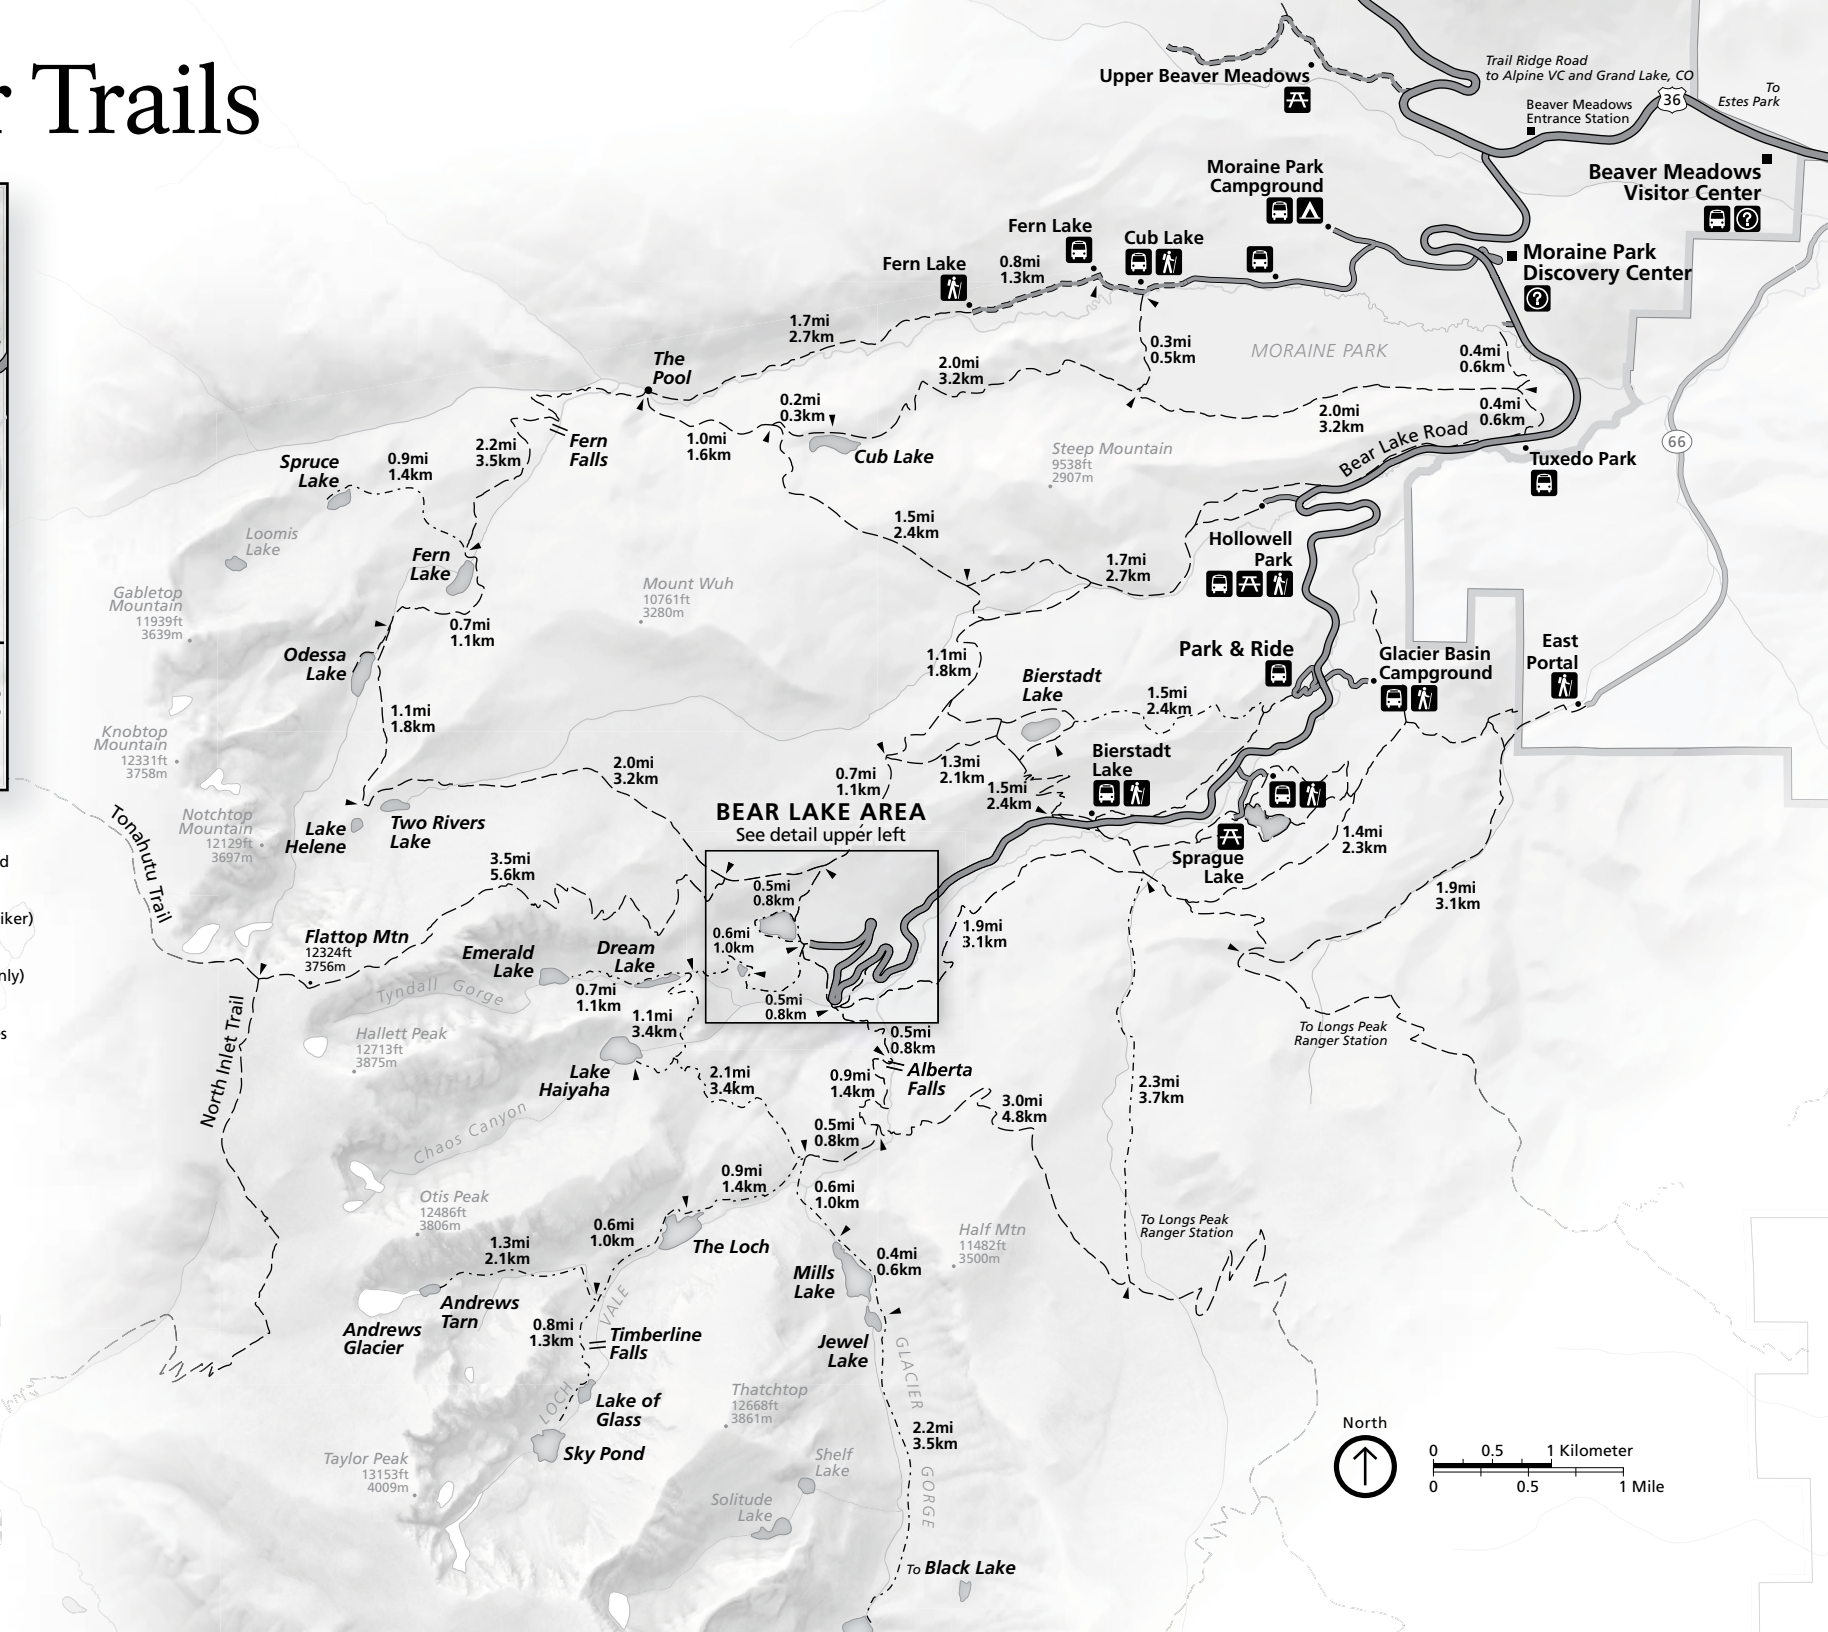 r Trails
Upper Beaver Meadows
Trail Ridge Road
to Alpine VC and Grand Lake, CO
36
To
Estes Park
Beaver Meadows
Entrance Station
Beaver Meadows
Visitor Center
?
Moraine Park
Campground
Fern Lake
Cub Lake
Fern Lake
0.8mi
1.3km
Moraine Park
Discovery Center
?
1.7mi
2.7km
The
Pool
2.0mi
3.2km
0.3mi
0.5km
MORAINE PARK
0.4mi
0.6km
0.2mi
0.3km
2.0mi
3.2km
0.4mi
0.6km
1.0mi
1.6km
Cub Lake
Fern
Falls
2.2mi
3.5km
Steep Mountain
9538ft
2907m
Bear Lake Road
66
Tuxedo Park
Spruce
Lake
0.9mi
1.4km
Loomis
Lake
1.5mi
2.4km
Hollowell
Park
1.7mi
2.7km
Fern
Lake
Gabletop
Mountain
11939ft
3639m
Mount Wuh
10761ft
3280m
0.7mi
1.1km
Odessa
Lake
1.1mi
1.8km
Bierstadt
Lake
1.5mi
2.4km
Park & Ride
Glacier Basin
Campground
East
Portal
1.1mi
1.8km
Knobtop
Mountain
12331ft
3758m
2.0mi
3.2km
0.7mi
1.1km
1.3mi
2.1km
1.5mi
2.4km
Bierstadt
Lake
Notchtop
Mountain
12129ft
3697m
Lake
Helene
Two Rivers
Lake
BEAR LAKE AREA
See detail upper left
Sprague
Lake
1.4mi
2.3km
Tonahutu Trail
3.5mi
5.6km
d
iker)
nly)
s
0.5mi
0.8km
1.9mi
3.1km
Flattop Mtn
12324ft
3756m
Emerald
Lake
Dream
Lake
0.6mi
1.0km
1.9mi
3.1km
Tyndall Gorge
0.7mi
1.1km
1.1mi
3.4km
0.5mi
0.8km
North Inlet Trail
Hallett Peak
12713ft
3875m
0.5mi
0.8km
To Longs Peak
Ranger Station
Lake
Haiyaha
2.1mi
3.4km
0.9mi
1.4km
Alberta
Falls
3.0mi
4.8km
2.3mi
3.7km
Chaos Canyon
0.5mi
0.8km
Otis Peak
12486ft
3806m
0.9mi
1.4km
0.6mi
1.0km
To Longs Peak
Ranger Station
1.3mi
2.1km
0.6mi
1.0km
The Loch
Half Mtn
11482ft
3500m
0.4mi
0.6km
Mills
Lake
Andrews
Tarn
Andrews
Glacier
0.8mi
1.3km
Timberline
Falls
LOCH VALE
Jewel
Lake
GLACIER GORGE
Lake of
Glass
Sky Pond
Thatchtop
12668ft
3861m
2.2mi
3.5km
Taylor Peak
13153ft
4009m
Shelf
Lake
Solitude
Lake
To Black Lake
North
0 0.5 1 Kilometer
0 0.5 1 Mile